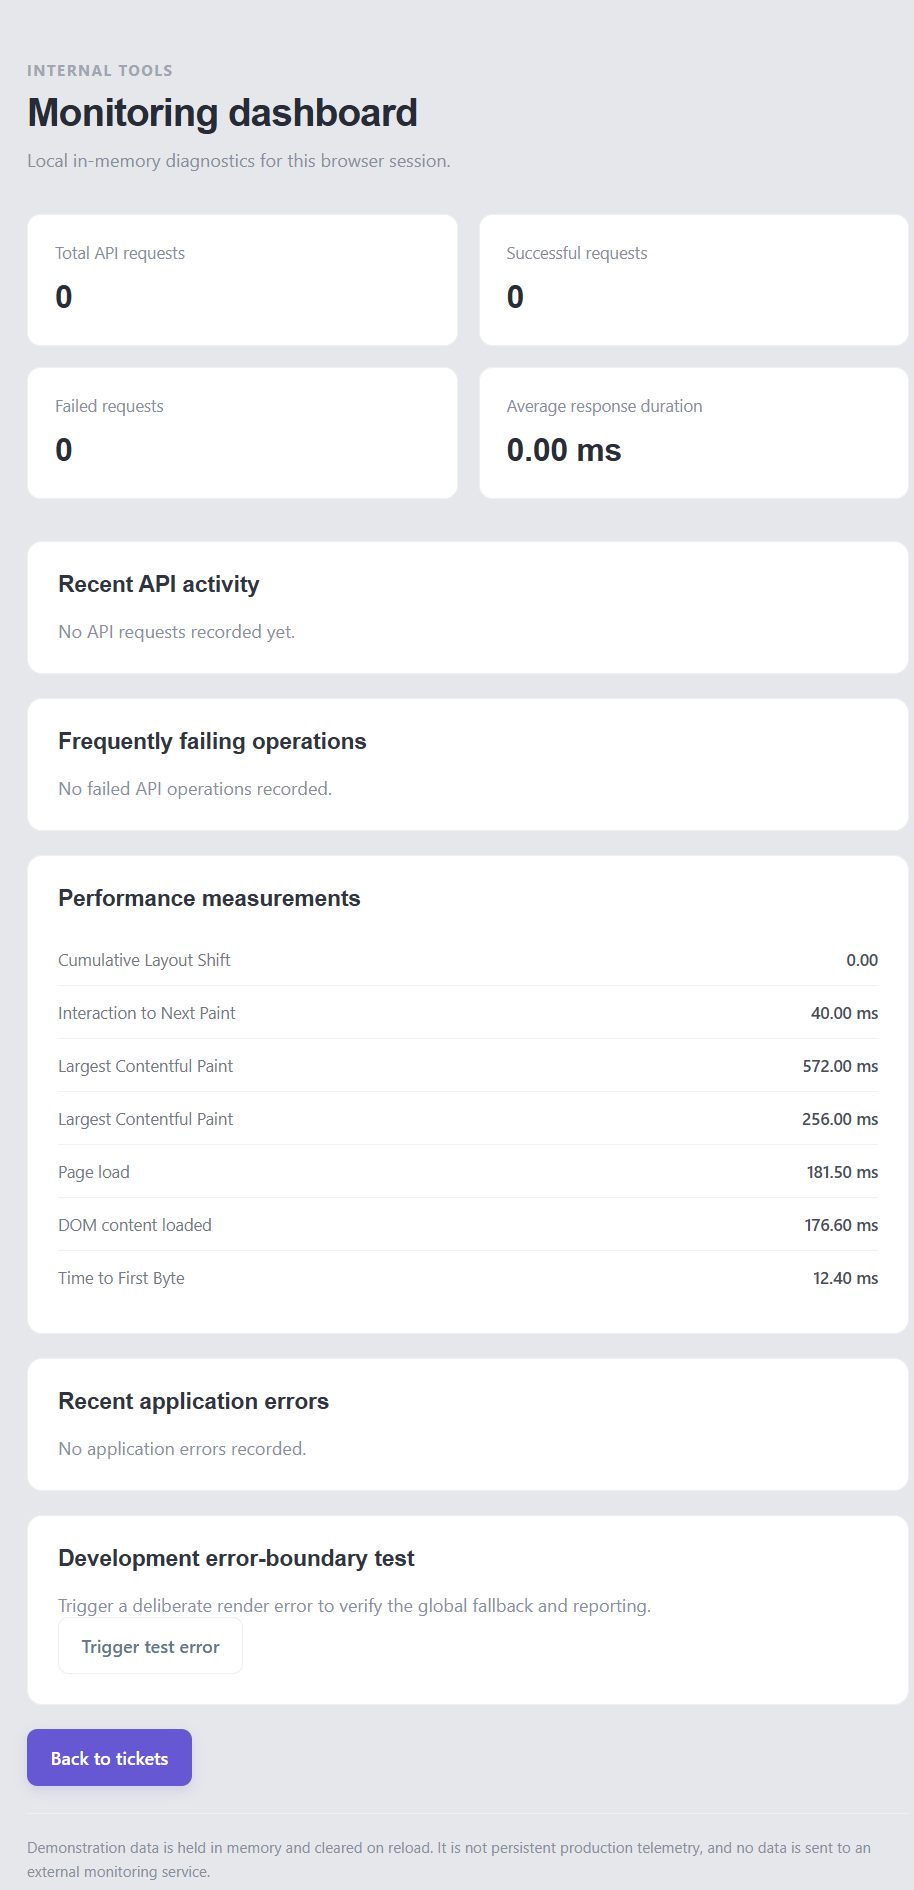 INTERNAL TOOLS
Monitoring dashboard
Local in-memory diagnostics for this browser session.
Total API requests
0
Successful requests
0
Failed requests
0
Average response duration
0.00 ms
Recent API activity
No API requests recorded yet.
Frequently failing operations
No failed API operations recorded.
Performance measurements
Cumulative Layout Shift 0.00
Interaction to Next Paint 40.00 ms
Largest Contentful Paint 572.00 ms
Largest Contentful Paint 256.00 ms
Page load 181.50 ms
DOM content loaded 176.60 ms
Time to First Byte 12.40 ms
Recent application errors
No application errors recorded.
Development error-boundary test
Trigger a deliberate render error to verify the global fallback and reporting.
Trigger test error
Back to tickets
Demonstration data is held in memory and cleared on reload. It is not persistent production telemetry, and no data is sent to an
external monitoring service.